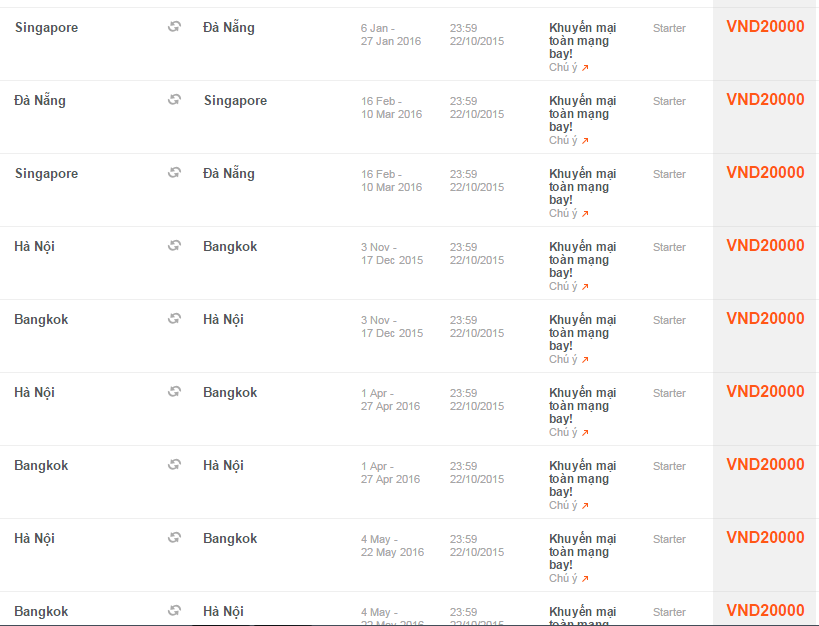 Singapore Đà Nẵng 6 Jan - 23:59 Khuyến mại Starter VND20000
27 Jan 2016 22/10/2015 toàn mạng
bay!
Chú ý
Đà Nẵng Singapore 16 Feb - 23:59 Khuyến mại Starter VND20000
10 Mar 2016 22/10/2015 toàn mạng
bay!
Chú ý
Singapore Đà Nẵng 16 Feb - 23:59 Khuyến mại Starter VND20000
10 Mar 2016 22/10/2015 toàn mạng
bay!
Chú ý
Hà Nội Bangkok 3 Nov - 23:59 Khuyến mại Starter VND20000
17 Dec 2015 22/10/2015 toàn mạng
bay!
Chú ý
Bangkok Hà Nội 3 Nov - 23:59 Khuyến mại Starter VND20000
17 Dec 2015 22/10/2015 toàn mạng
bay!
Chú ý
Hà Nội Bangkok 1 Apr - 23:59 Khuyến mại Starter VND20000
27 Apr 2016 22/10/2015 toàn mạng
bay!
Chú ý
Bangkok Hà Nội 1 Apr - 23:59 Khuyến mại Starter VND20000
27 Apr 2016 22/10/2015 toàn mạng
bay!
Chú ý
Hà Nội Bangkok 4 May - 23:59 Khuyến mại Starter VND20000
22 May 2016 22/10/2015 toàn mạng
bay!
Chú ý
Bangkok Hà Nội 4 May - 23:59 Khuyến mại Starter VND20000
22 May 2016 22/10/2015 toàn mạng